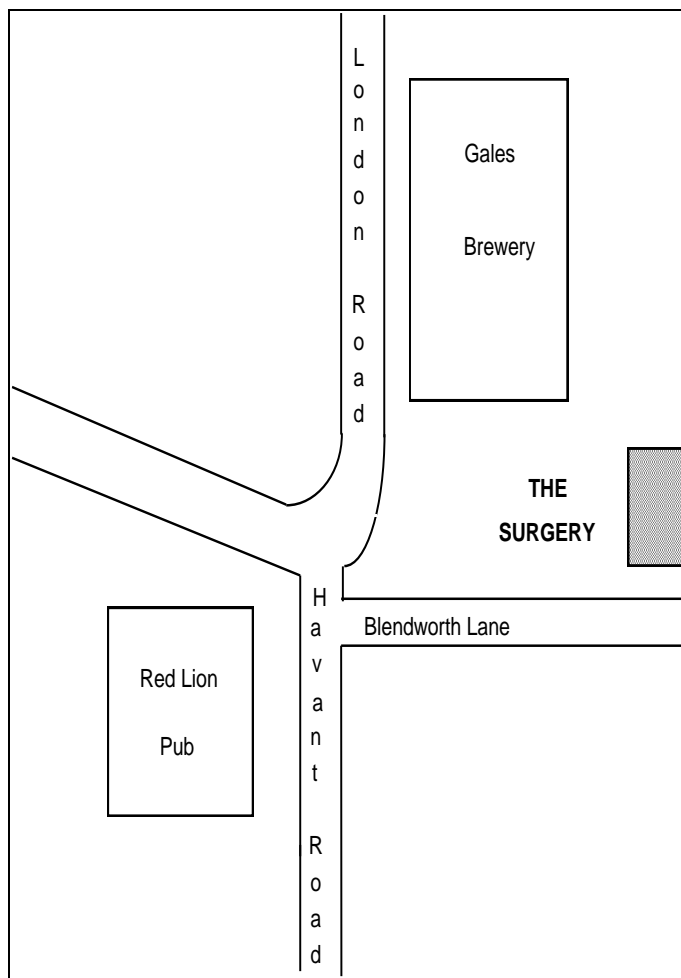 London Road
Gales
Brewery
THE
SURGERY
Havant Road
Blendworth Lane
Red Lion
Pub